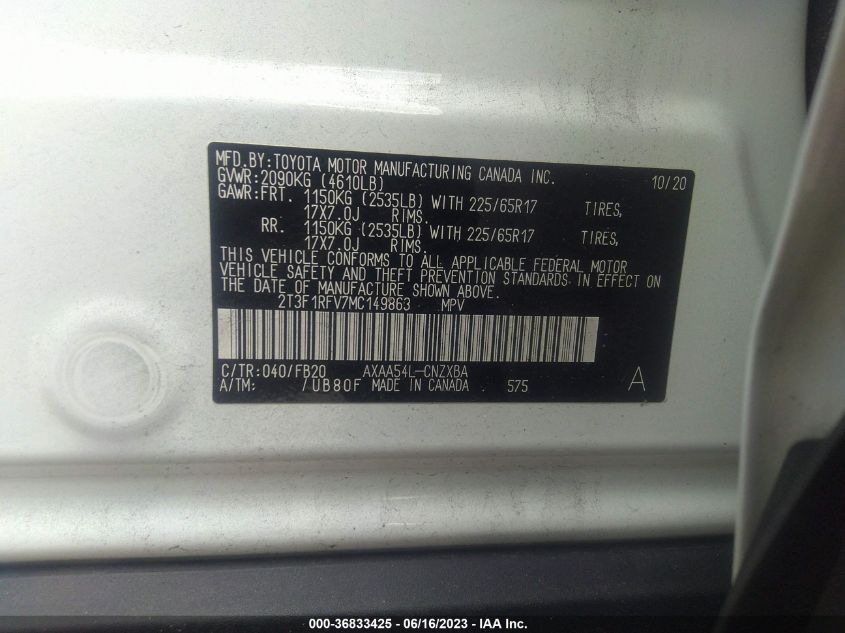 MFD.BY:TOYOTA MOTOR MANUFACTURING CANADA INC. 10/20
GVWR:2090KG (4610LB)
GAWR:FRT. 1150KG (2535LB) WITH 225/65R17 TIRES,
17X7.0J RIMS.
RR. 1150KG (2535LB) WITH 225/65R17 TIRES,
17X7.0J RIMS.
THIS VEHICLE CONFORMS TO ALL APPLICABLE FEDERAL MOTOR
VEHICLE SAFETY AND THEFT PREVENTION STANDARDS IN EFFECT ON
THE DATE OF MANUFACTURE SHOWN ABOVE.
2T3F1RFV7MC149863 MPV
C/TR:040/FB20 AXAA54L-CNZXBA
A/TM: /UB80F MADE IN CANADA 575 A
000-36833425 - 06/16/2023 - IAA Inc.